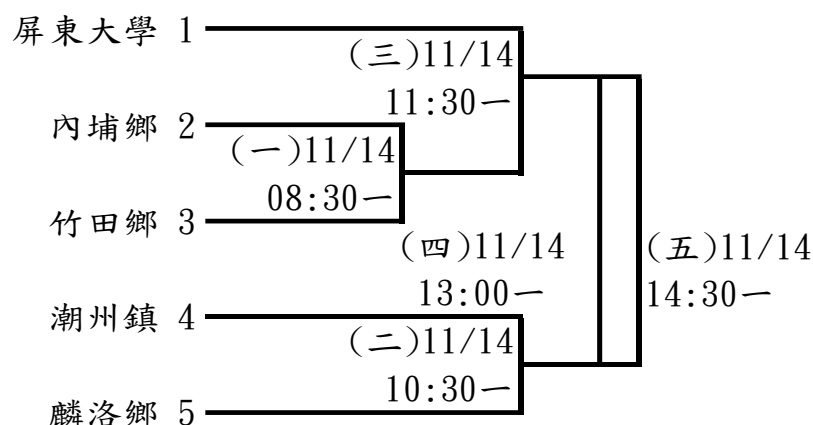 屏東大學 1
(三)11/14
11:30一
內埔鄉 2
(一)11/14
08:30一
竹田鄉 3
(四)11/14
13:00一
(五)11/14
14:30一
潮州鎮 4
(二)11/14
10:30一
麟洛鄉 5